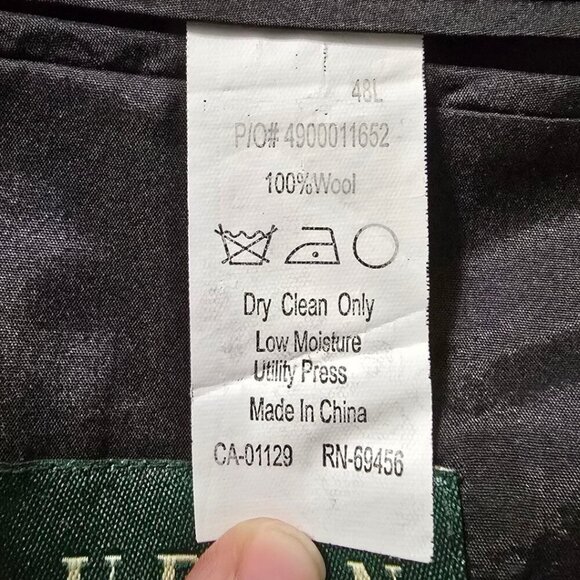 48L
P/O# 4900011652
100%Wool
Dry Clean Only
Low Moisture
Utility Press
Made In China
CA-01129 RN-69456